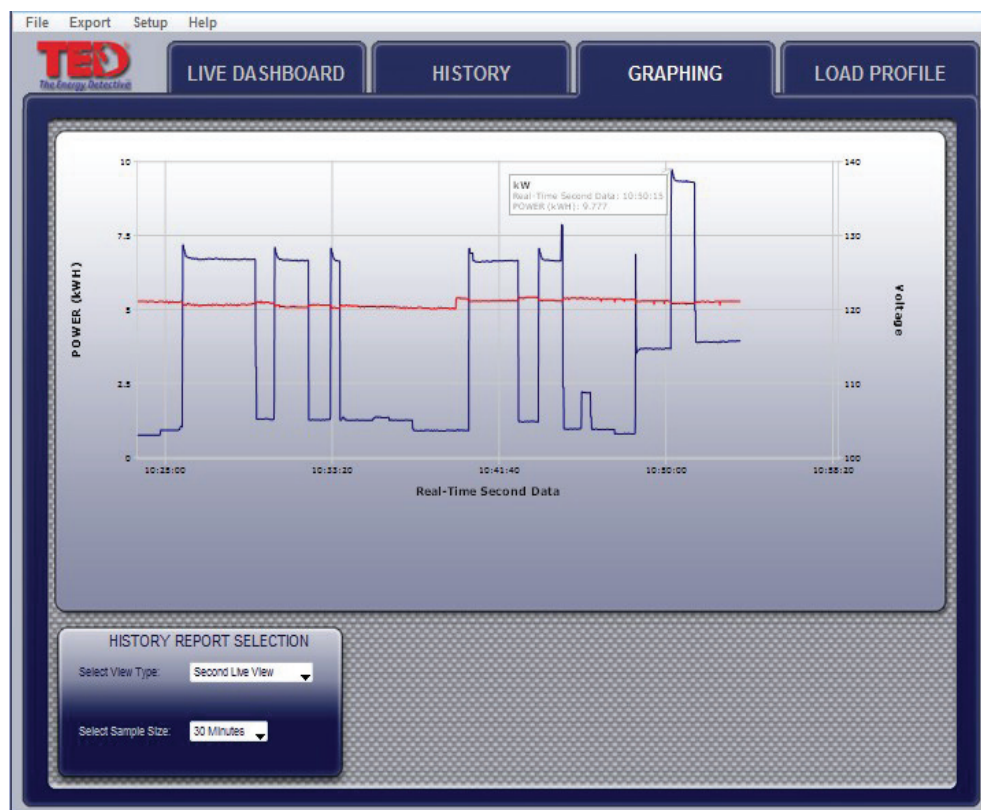 File Export Setup Help
TED
The Energy Detective
LIVE DASHBOARD
HISTORY
GRAPHING
LOAD PROFILE
10
7.5
5
2.5
0
POWER (kWH)
kW
Real-Time Second Data: 10:50:15
POWER (kWH): 9.777
140
130
120
110
100
Voltage
10:25:00
10:33:20
10:41:40
10:50:00
10:58:20
Real-Time Second Data
HISTORY REPORT SELECTION
Select View Type: Second Live View
Select Sample Size: 30 Minutes